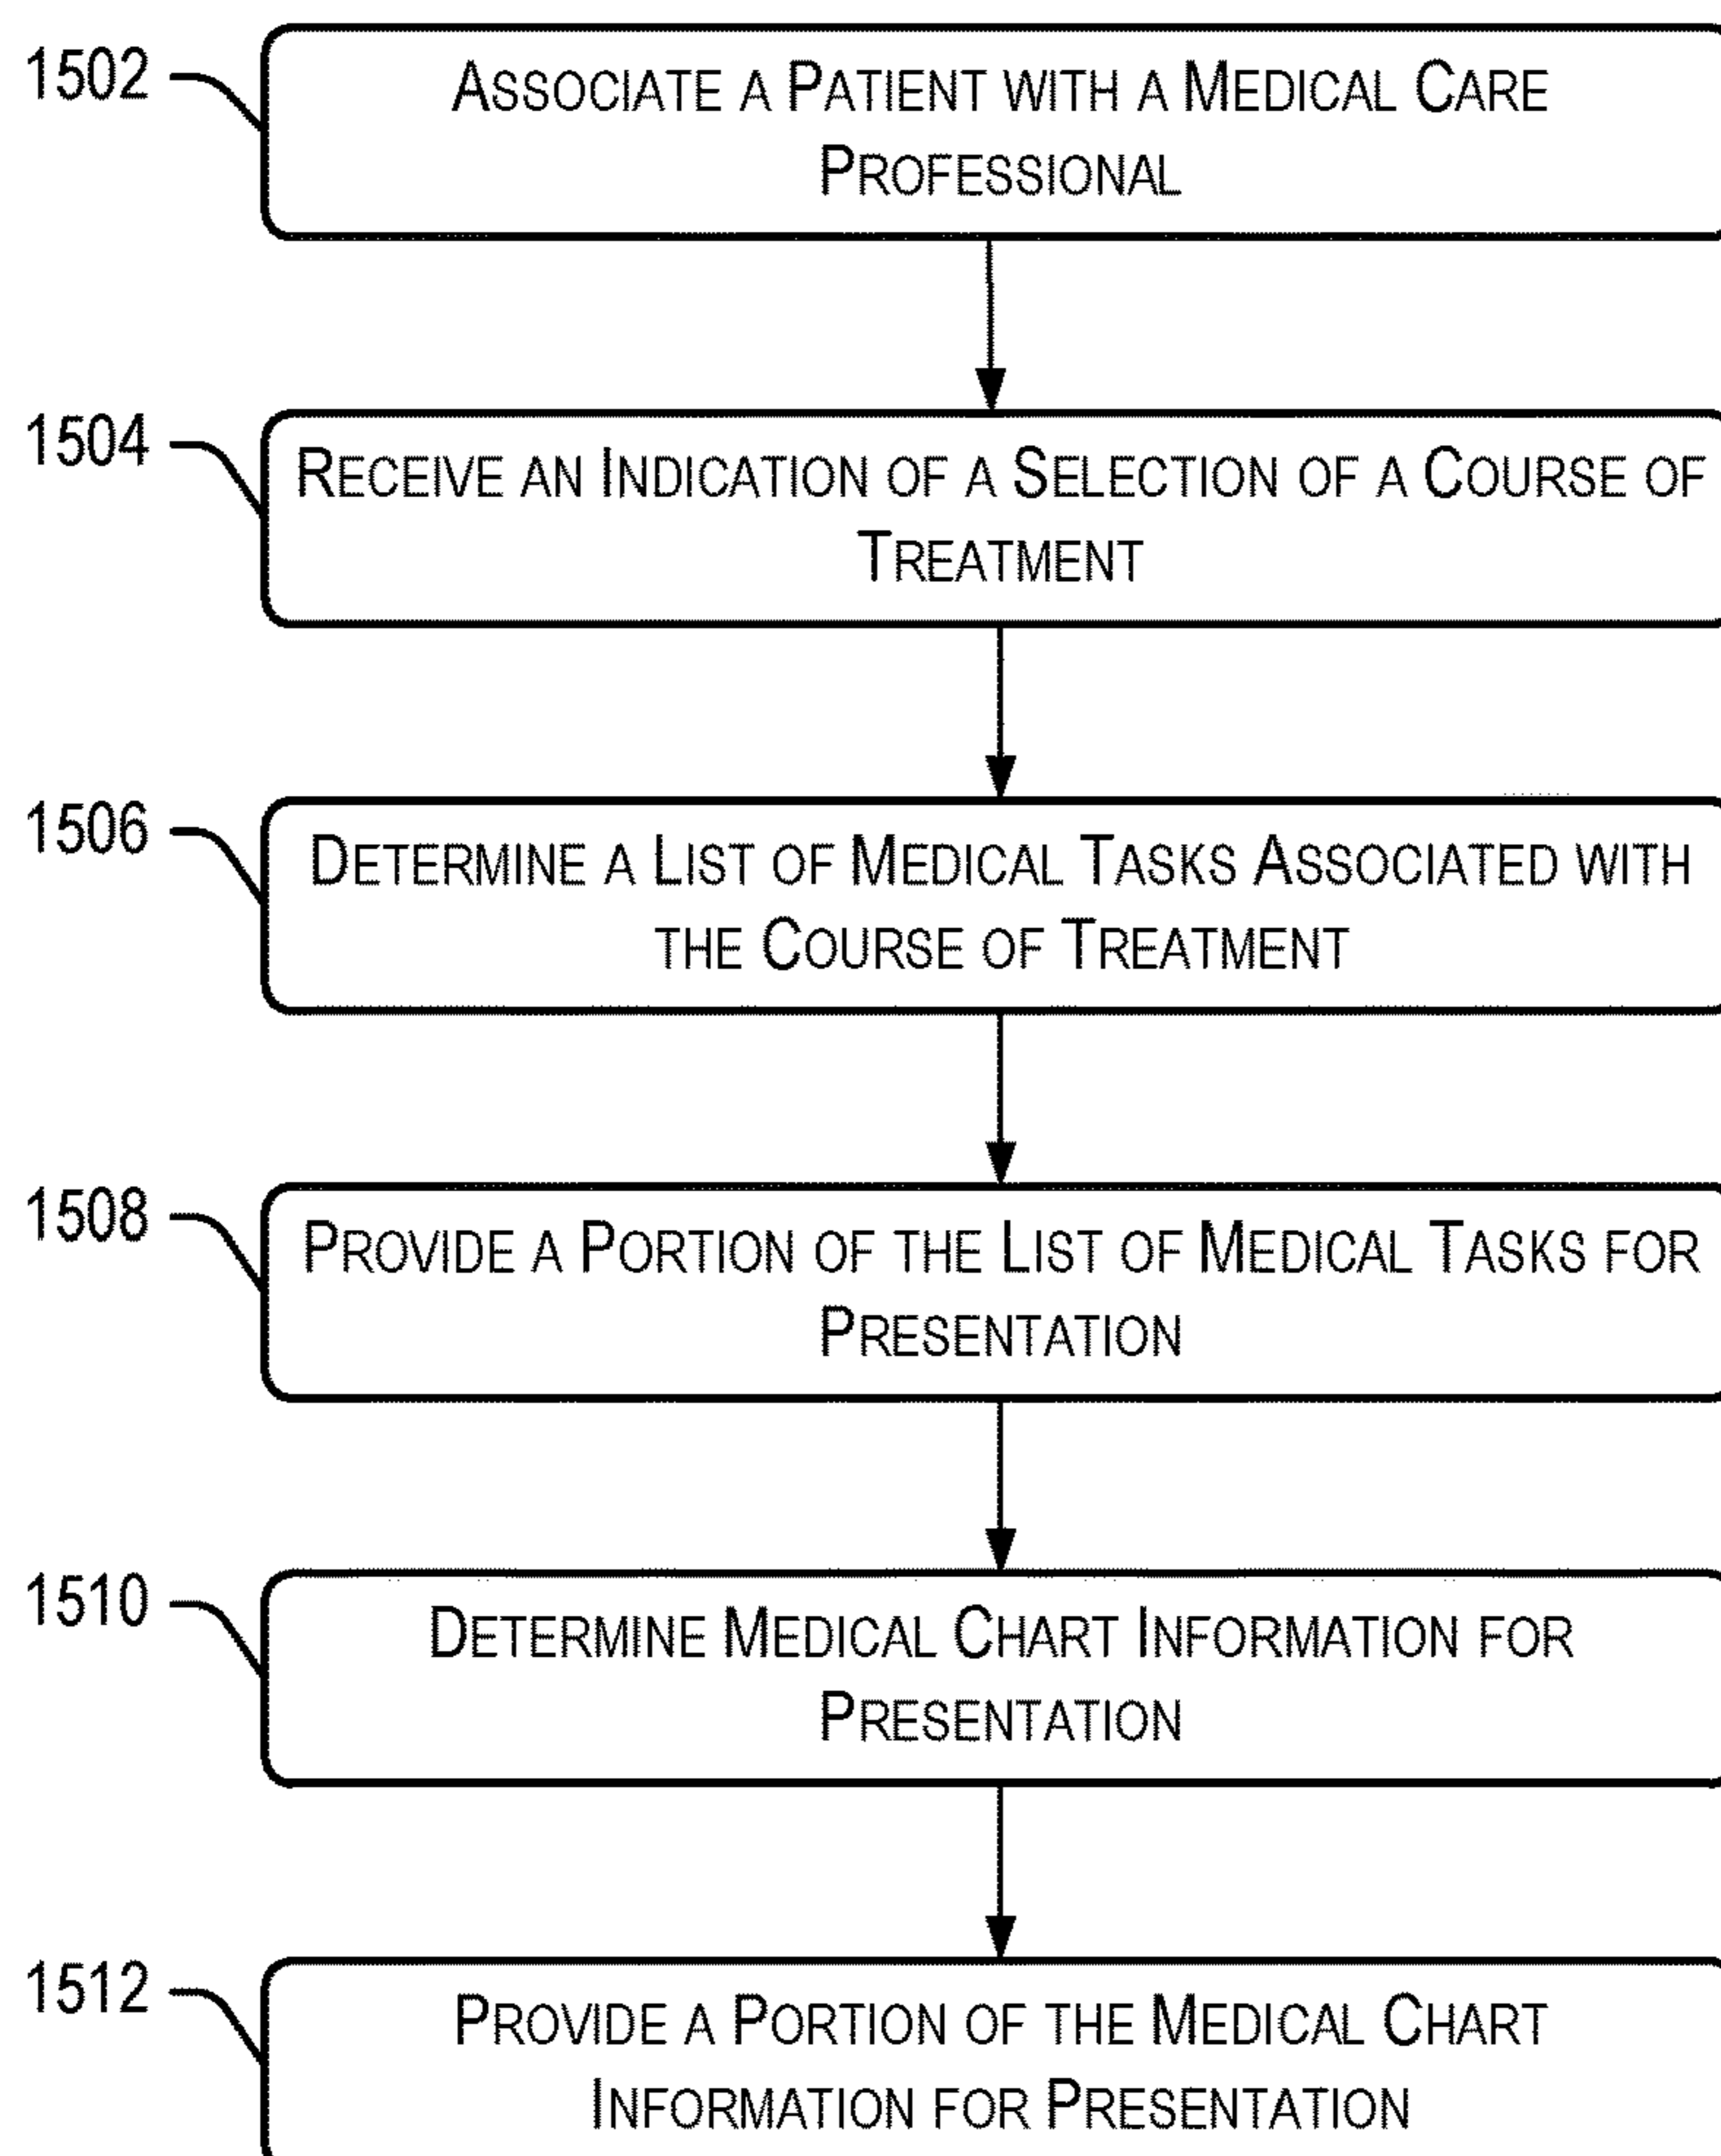 1502
ASSOCIATE A PATIENT WITH A MEDICAL CARE
PROFESSIONAL
1504
RECEIVE AN INDICATION OF A SELECTION OF A COURSE OF
TREATMENT
1506
DETERMINE A LIST OF MEDICAL TASKS ASSOCIATED WITH
THE COURSE OF TREATMENT
1508
PROVIDE A PORTION OF THE LIST OF MEDICAL TASKS FOR
PRESENTATION
1510
DETERMINE MEDICAL CHART INFORMATION FOR
PRESENTATION
1512
PROVIDE A PORTION OF THE MEDICAL CHART
INFORMATION FOR PRESENTATION